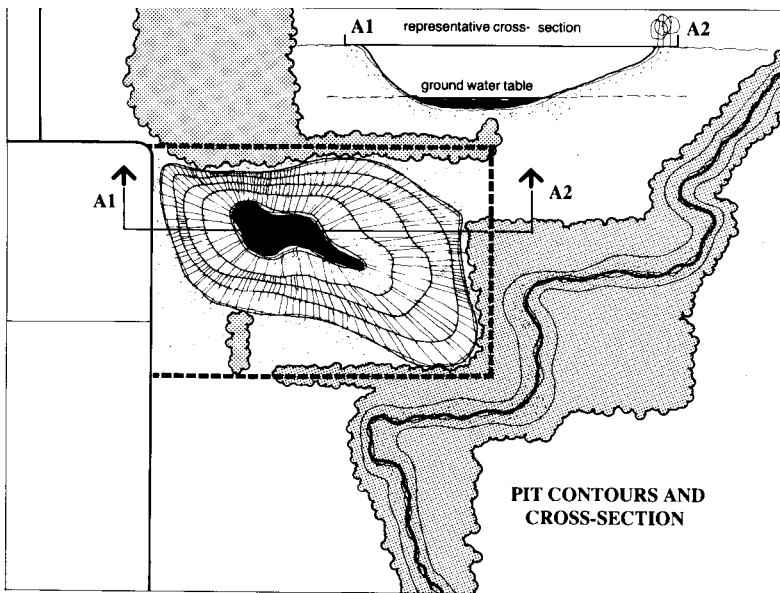 A1 representative cross- section A2
ground water table
A1 A2
PIT CONTOURS AND
CROSS-SECTION